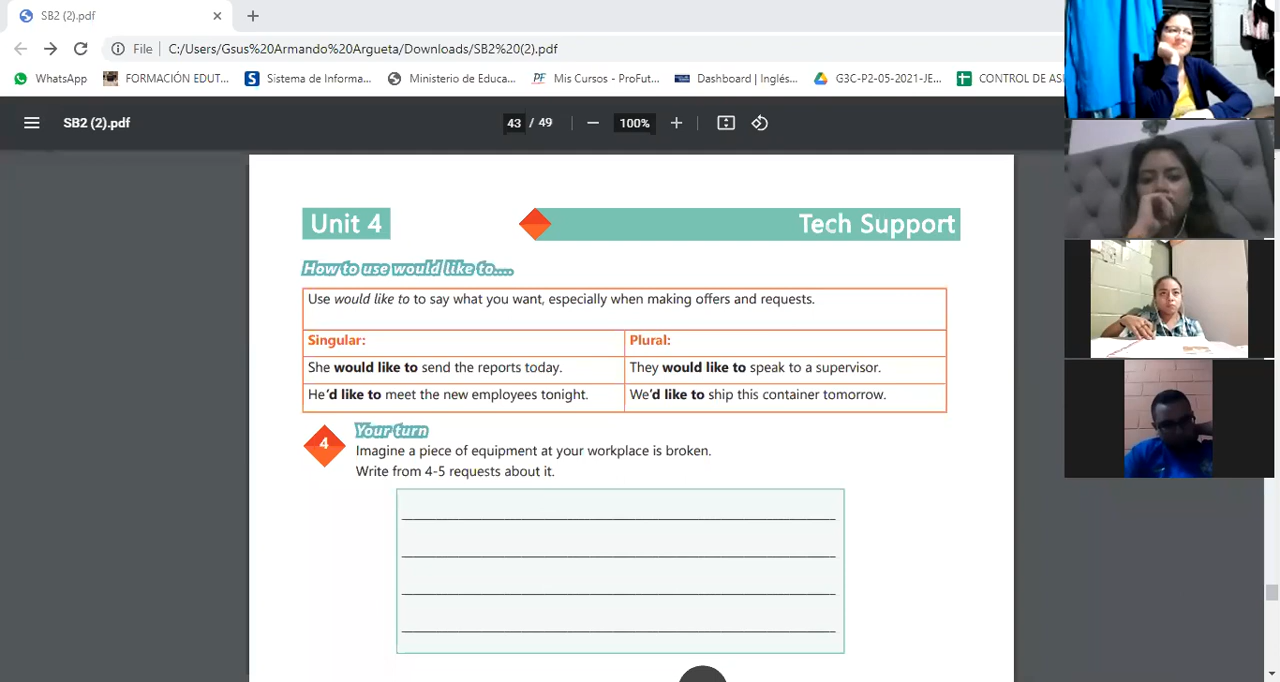 SB2 (2).pdf
File
C:/Users/Gsus%20Armando%20Argueta/Downloads/SB2%20(2).pdf
WhatsApp
FORMACIÓN EDUT...
Sistema de Informa...
Ministerio de Educa...
Mis Cursos - ProFut...
Dashboard | Inglés...
G3C-P2-05-2021-JE...
CONTROL DE ASI
SB2 (2).pdf
43 / 49
100%
Unit 4
Tech Support
How to use would like to....
Use would like to to say what you want, especially when making offers and requests.
Singular:
Plural:
She would like to send the reports today.
They would like to speak to a supervisor.
He'd like to meet the new employees tonight.
We'd like to ship this container tomorrow.
4
Your turn
Imagine a piece of equipment at your workplace is broken.
Write from 4-5 requests about it.